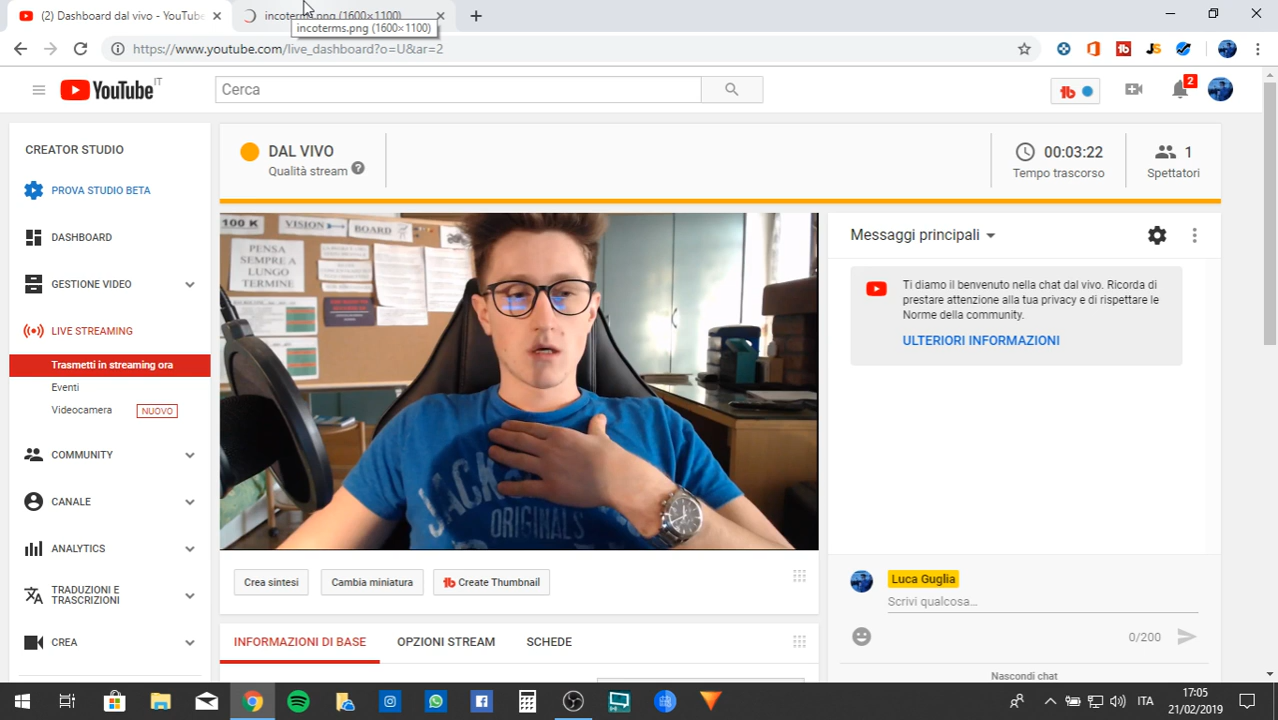 (2) Dashboard dal vivo - YouTube
incoterms.png (1600×1100)
incoterms.png (1600×1100)
https://www.youtube.com/live_dashboard?o=U&ar=2
YouTube IT
Cerca
2
CREATOR STUDIO
PROVA STUDIO BETA
DASHBOARD
GESTIONE VIDEO
LIVE STREAMING
Trasmetti in streaming ora
Eventi
Videocamera NUOVO
COMMUNITY
CANALE
ANALYTICS
TRADUZIONI E
TRASCRIZIONI
CREA
DAL VIVO
Qualità stream
00:03:22
Tempo trascorso
1
Spettatori
100 K
VISION
BOARD
PENSA
SEMPRE A
LUNGO
TERMINE
JACK
ORIGINALS
Crea sintesi
Cambia miniatura
Create Thumbnail
INFORMAZIONI DI BASE
OPZIONI STREAM
SCHEDE
Messaggi principali
Ti diamo il benvenuto nella chat dal vivo. Ricorda di
prestare attenzione alla tua privacy e di rispettare le
Norme della community.
ULTERIORI INFORMAZIONI
Luca Guglia
Scrivi qualcosa...
0/200
Nascondi chat
ITA
17:05
21/02/2019